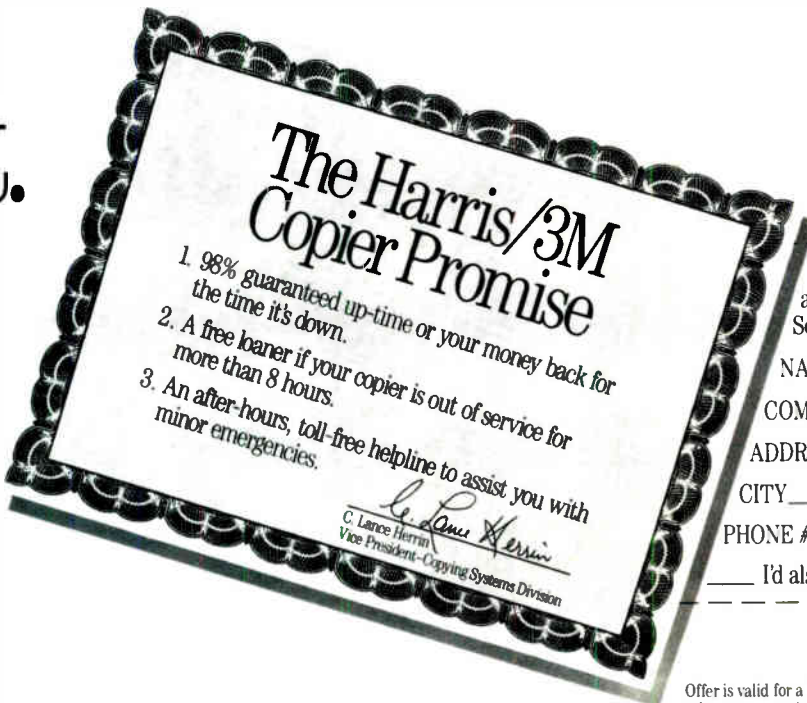 The Harris/3M
Copier Promise
1. 98% guaranteed up-time or your money back for
the time it's down.
2. A free loaner if your copier is out of service for
more than 8 hours.
3. An after-hours, toll-free helpline to assist you with
minor emergencies.
C. Lance Herrin
C. Lance Herrin
Vice President-Copying Systems Division
NA
COM
ADDR
CITY
PHONE #
I'd als
Offer is valid for a